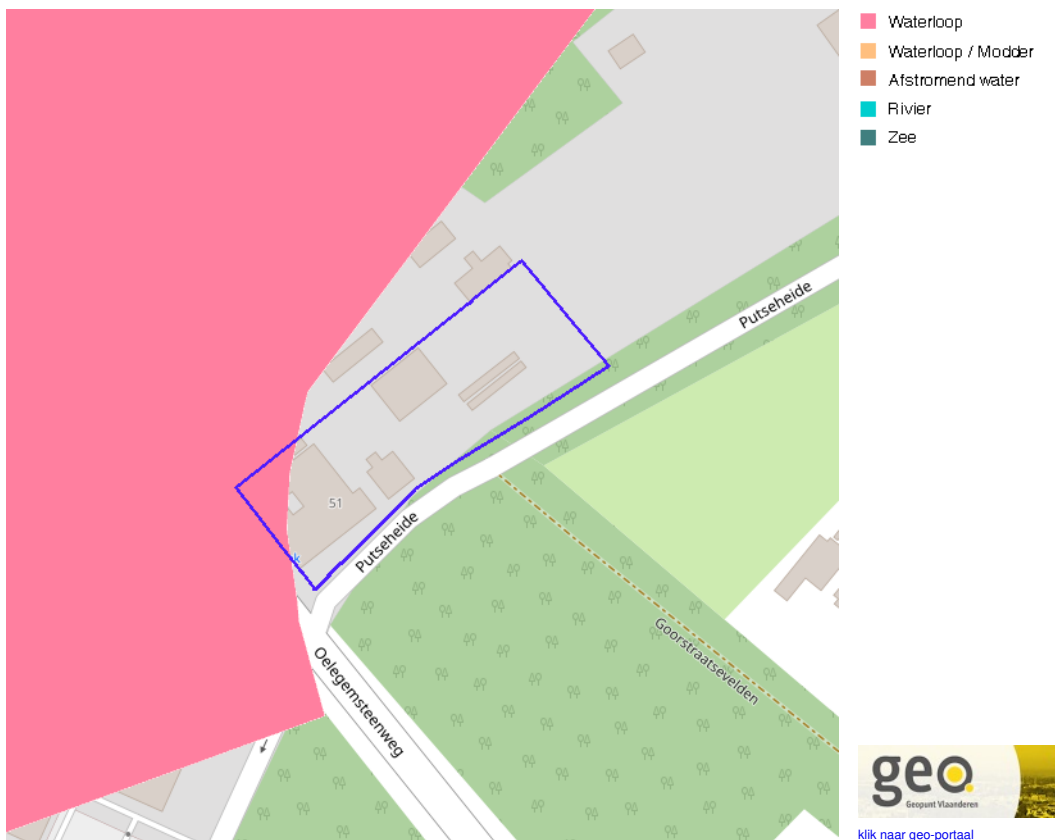 Waterloop
Waterloop / Modder
Afstromend water
Rivier
Zee
Putseheide
51
Putseheide
Goorstraatsevelden
Oelegemsteenweg
geo
Geopunt Vlaanderen
klik naar geo-portaal